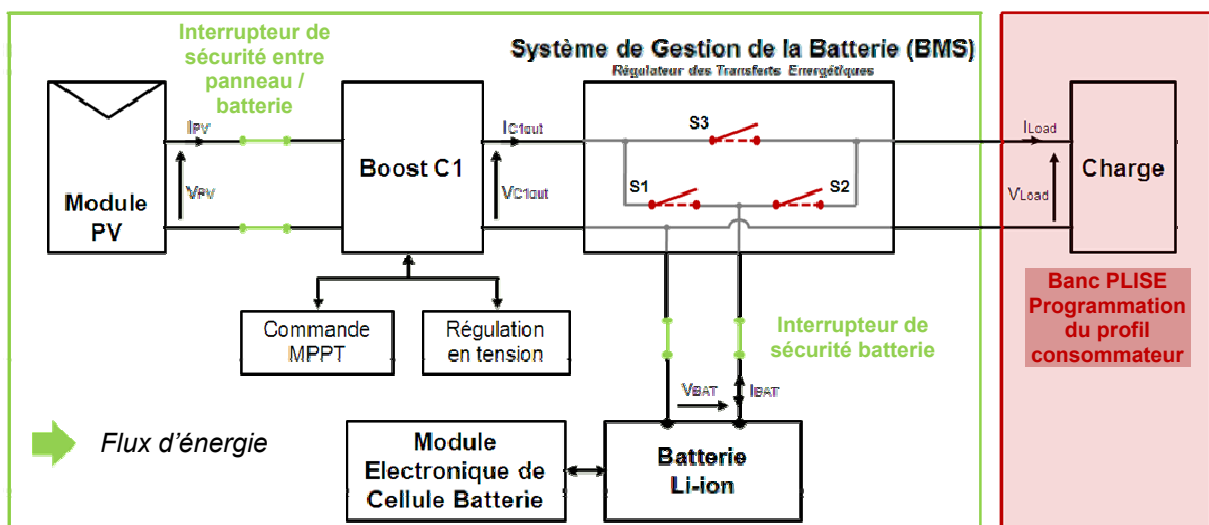 Interrupteur de
sécurité entre
panneau /
batterie
Système de Gestion de la Batterie (BMS)
Régulateur des Transferts Energétiques
IPV
VPV
Module
PV
Boost C1
IC1out
VC1out
S3
S1
S2
ILoad
VLoad
Charge
Commande
MPPT
Régulation
en tension
Interrupteur de
sécurité batterie
Banc PLISE
Programmation
du profil
consommateur
VBAT
IBAT
Flux d’énergie
Module
Electronique de
Cellule Batterie
Batterie
Li-ion